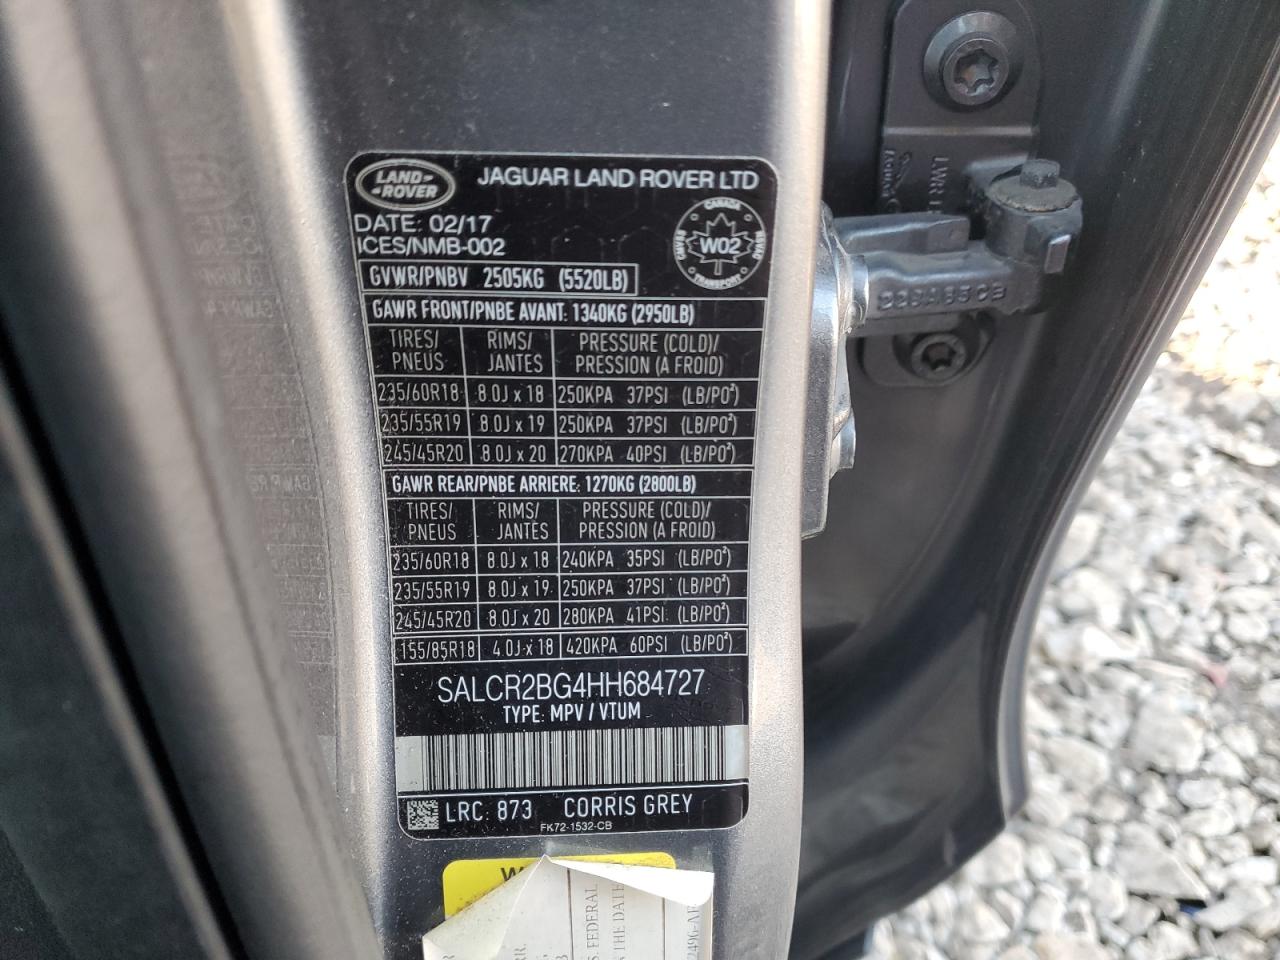 LAND-
-ROVER
JAGUAR LAND ROVER LTD
DATE: 02/17
ICES/NMB-002
CANADA
W02
TRANSPORT
GVWR/PNBV 2505KG (5520LB)
GAWR FRONT/PNBE AVANT: 1340KG (2950LB)
TIRES/ RIMS/ PRESSURE (COLD)/
PNEUS JANTES PRESSION (A FROID)
235/60R18 8.0J x 18 250KPA 37PSI (LB/PO²)
235/55R19 8.0J x 19 250KPA 37PSI (LB/PO²)
245/45R20 8.0J x 20 270KPA 40PSI (LB/PO²)
GAWR REAR/PNBE ARRIERE: 1270KG (2800LB)
TIRES/ RIMS/ PRESSURE (COLD)/
PNEUS JANTES PRESSION (A FROID)
235/60R18 8.0J x 18 240KPA 35PSI (LB/PO²)
235/55R19 8.0J x 19 250KPA 37PSI (LB/PO²)
245/45R20 8.0J x 20 280KPA 41PSI (LB/PO²)
155/85R18 4.0J x 18 420KPA 60PSI (LB/PO²)
SALCR2BG4HH684727
TYPE: MPV / VTUM
LRC: 873 CORRIS GREY
FK72-1532-CB
FEDERAL
THE DATE
LWR